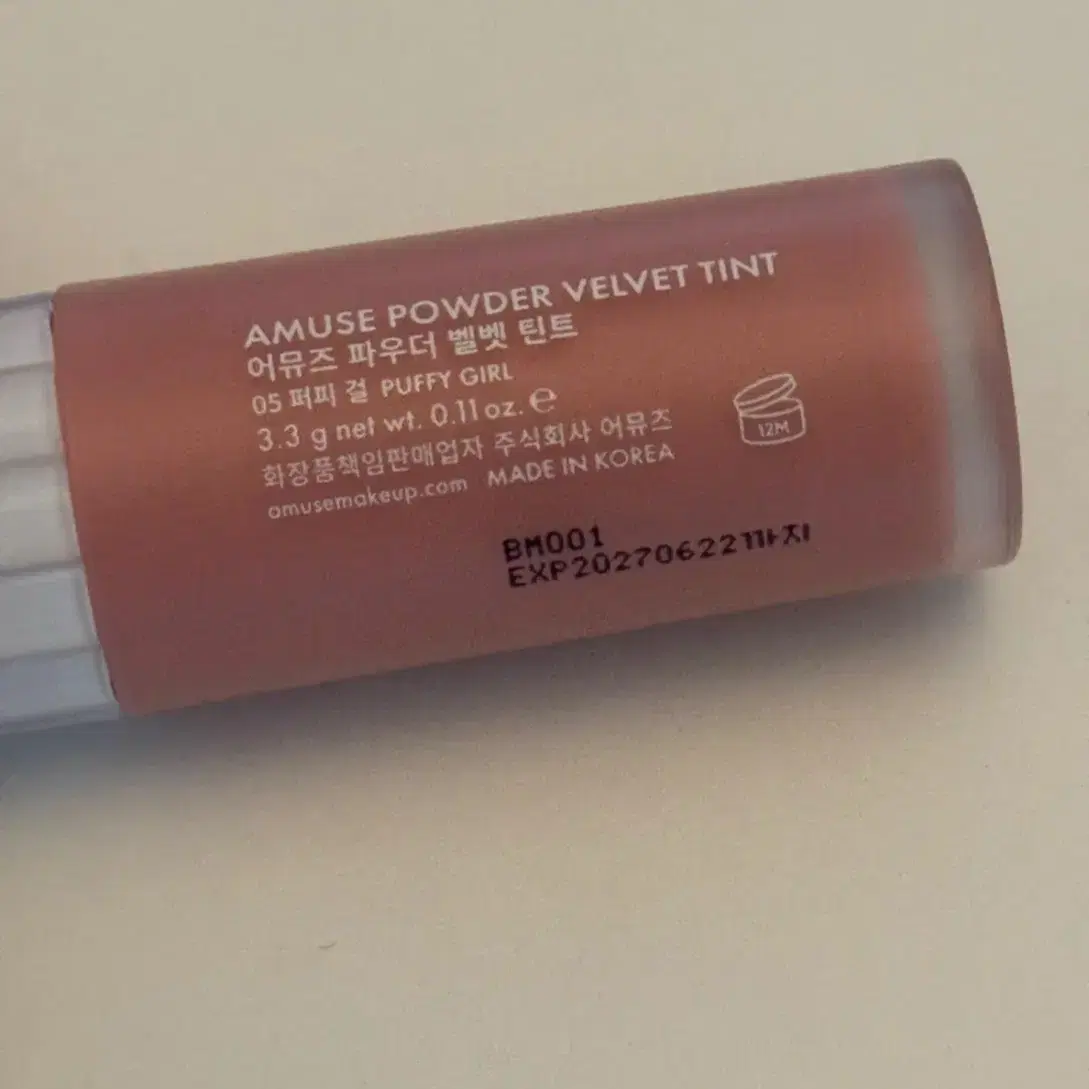 AMUSE POWDER VELVET TINT
어뮤즈 파우더 벨벳 틴트
05 퍼피 걸 PUFFY GIRL
3.3 g net wt. 0.11 oz. ℮
화장품책임판매업자 주식회사 어뮤즈
amusemakeup.com MADE IN KOREA
12M
BM001
EXP20270622까지